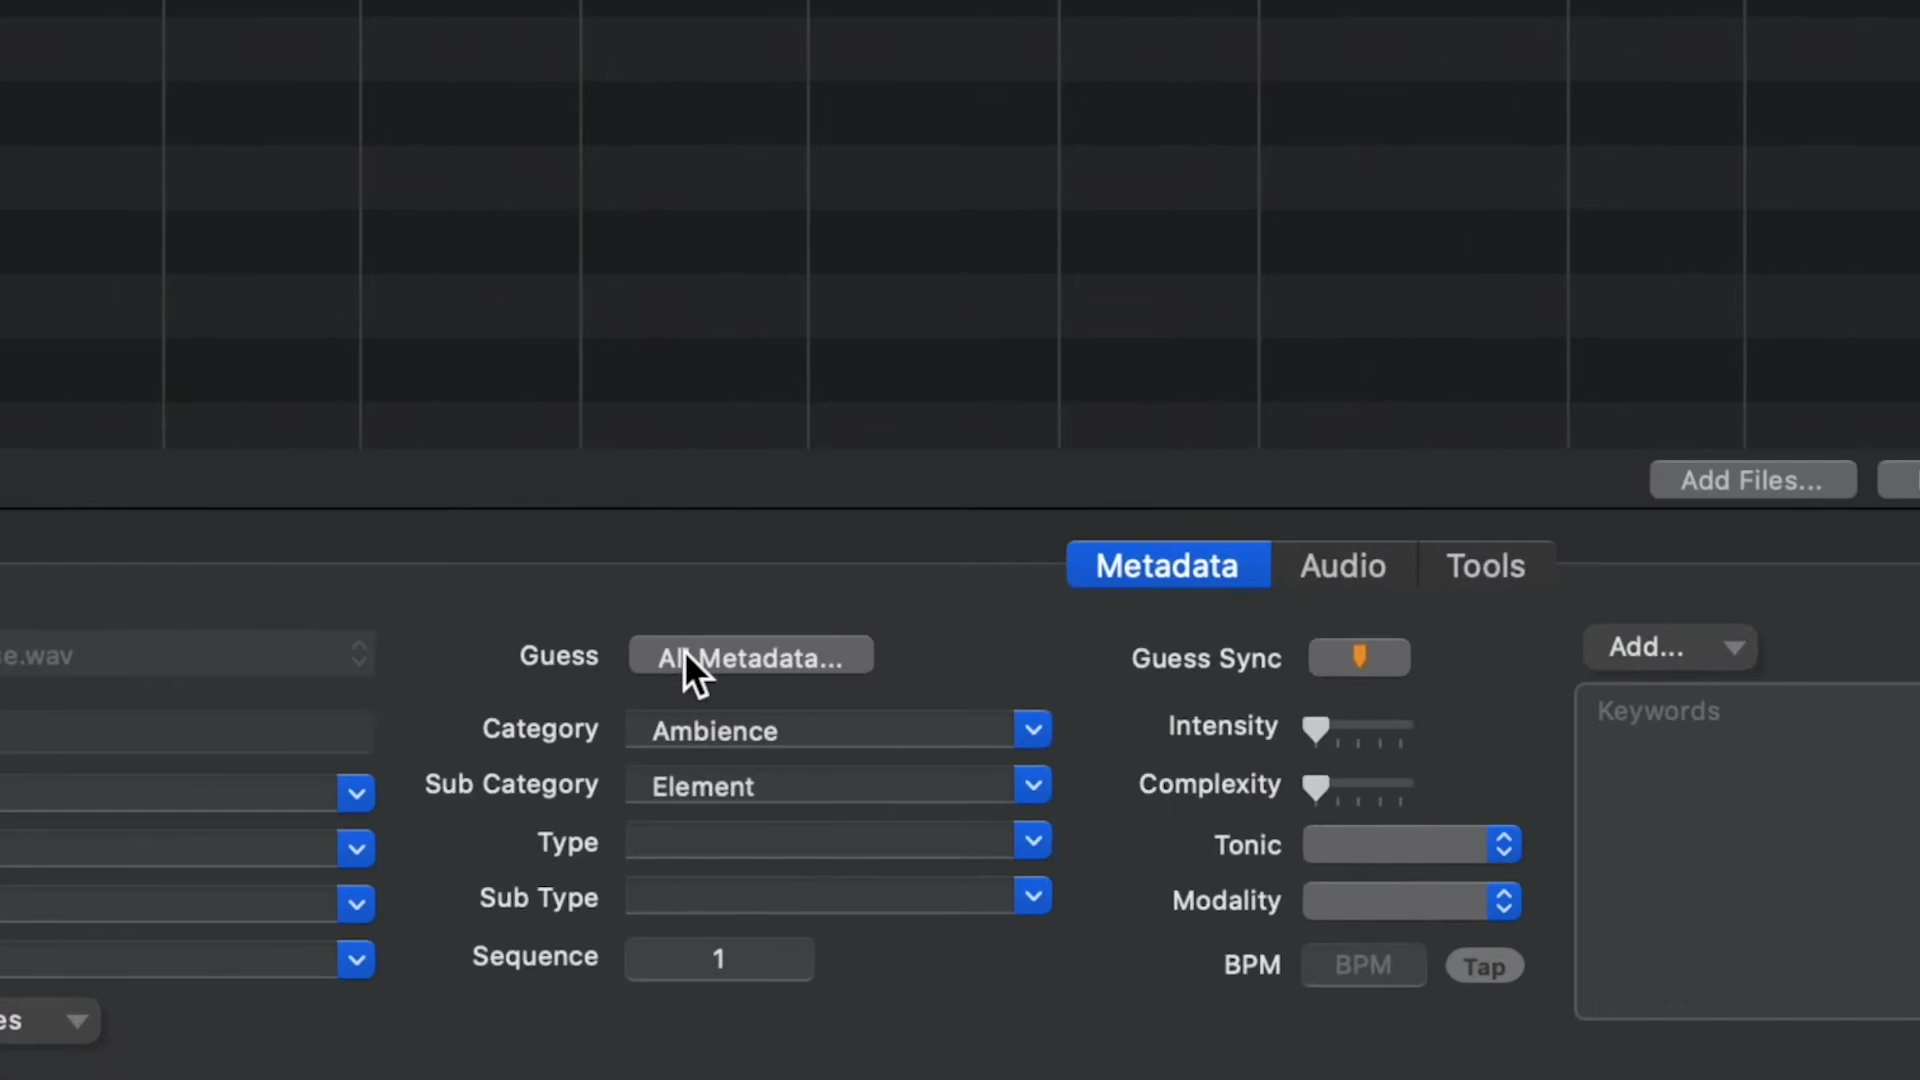 Add Files...
Metadata Audio Tools
se.wav
Guess All Metadata...
Guess Sync
Add...
Keywords
Category Ambience
Intensity
Sub Category Element
Complexity
Type
Tonic
Sub Type
Modality
Sequence 1
BPM BPM Tap
es